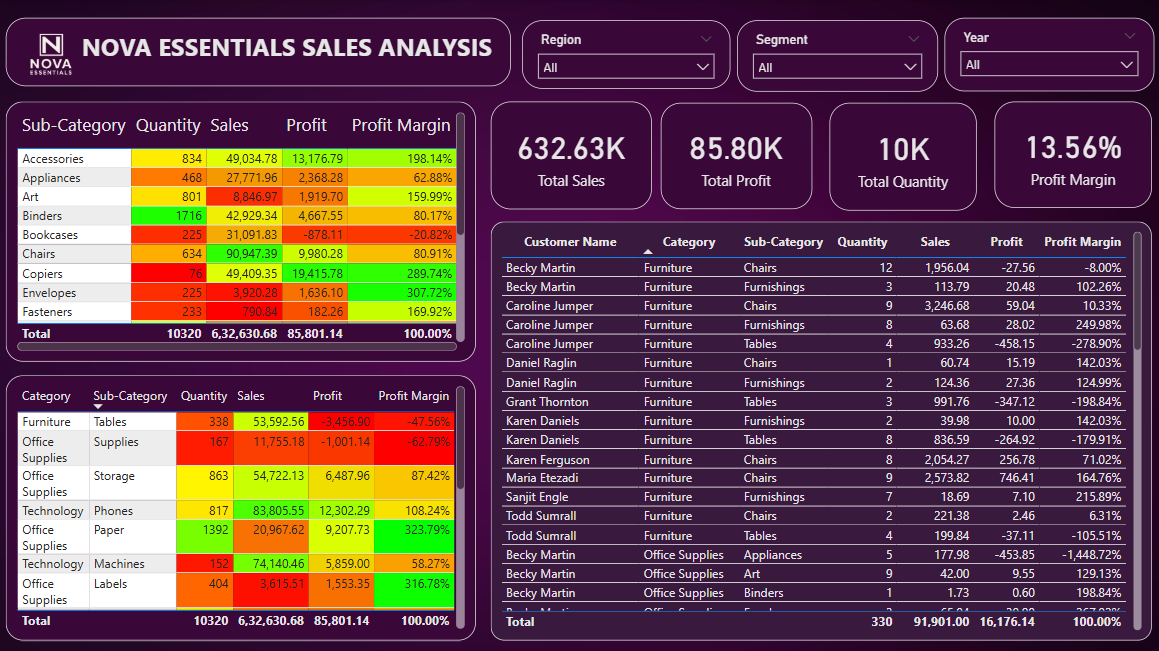 NOVA
ESSENTIALS
NOVA ESSENTIALS SALES ANALYSIS
Region
All
Segment
All
Year
All
632.63K
Total Sales
85.80K
Total Profit
10K
Total Quantity
13.56%
Profit Margin
Sub-Category Quantity Sales Profit Profit Margin
Accessories 834 49,034.78 13,176.79 198.14%
Appliances 468 27,771.96 2,368.28 62.88%
Art 801 8,846.97 1,919.70 159.99%
Binders 1716 42,929.34 4,667.55 80.17%
Bookcases 225 31,091.83 -878.11 -20.82%
Chairs 634 90,947.39 9,980.28 80.91%
Copiers 76 49,409.35 19,415.78 289.74%
Envelopes 225 3,920.28 1,636.10 307.72%
Fasteners 233 790.84 182.26 169.92%
Total 10320 6,32,630.68 85,801.14 100.00%
Category Sub-Category Quantity Sales Profit Profit Margin
Furniture Tables 338 53,592.56 -3,456.90 -47.56%
Office Supplies 167 11,755.18 -1,001.14 -62.79%
Supplies
Office Storage 863 54,722.13 6,487.96 87.42%
Supplies
Technology Phones 817 83,805.55 12,302.29 108.24%
Office Paper 1392 20,967.62 9,207.73 323.79%
Supplies
Technology Machines 152 74,140.46 5,859.00 58.27%
Office Labels 404 3,615.51 1,553.35 316.78%
Supplies
Total 10320 6,32,630.68 85,801.14 100.00%
Customer Name Category Sub-Category Quantity Sales Profit Profit Margin
Becky Martin Furniture Chairs 12 1,956.04 -27.56 -8.00%
Becky Martin Furniture Furnishings 3 113.79 20.48 102.26%
Caroline Jumper Furniture Chairs 9 3,246.68 59.04 10.33%
Caroline Jumper Furniture Furnishings 8 63.68 28.02 249.98%
Caroline Jumper Furniture Tables 4 933.26 -458.15 -278.90%
Daniel Raglin Furniture Chairs 1 60.74 15.19 142.03%
Daniel Raglin Furniture Furnishings 2 124.36 27.36 124.99%
Grant Thornton Furniture Tables 3 991.76 -347.12 -198.84%
Karen Daniels Furniture Furnishings 2 39.98 10.00 142.03%
Karen Daniels Furniture Tables 8 836.59 -264.92 -179.91%
Karen Ferguson Furniture Chairs 8 2,054.27 256.78 71.02%
Maria Etezadi Furniture Chairs 9 2,573.82 746.41 164.76%
Sanjit Engle Furniture Furnishings 7 18.69 7.10 215.89%
Todd Sumrall Furniture Chairs 2 221.38 2.46 6.31%
Todd Sumrall Furniture Tables 4 199.84 -37.11 -105.51%
Becky Martin Office Supplies Appliances 5 177.98 -453.85 -1,448.72%
Becky Martin Office Supplies Art 9 42.00 9.55 129.13%
Becky Martin Office Supplies Binders 1 1.73 0.60 198.84%
Total 330 91,901.00 16,176.14 100.00%